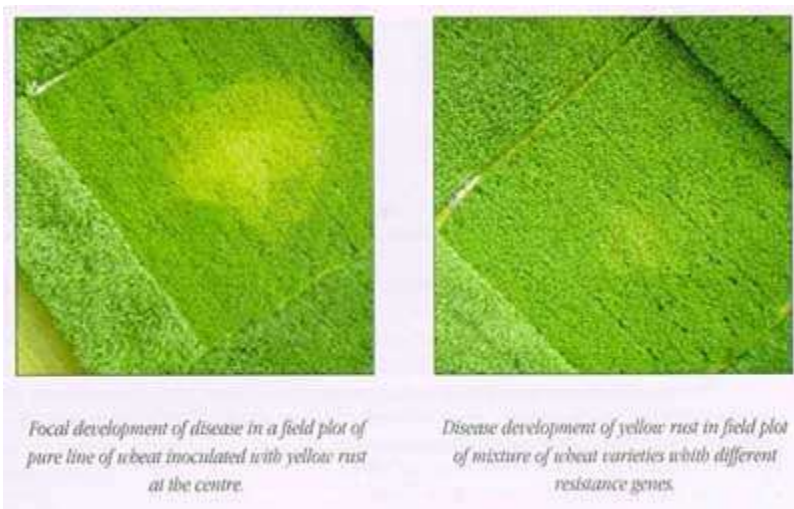 Focal development of disease in a field plot of
pure line of wheat inoculated with yellow rust
at the centre.
Disease development of yellow rust in field plot
of mixture of wheat varieties whith different
resistance genes.